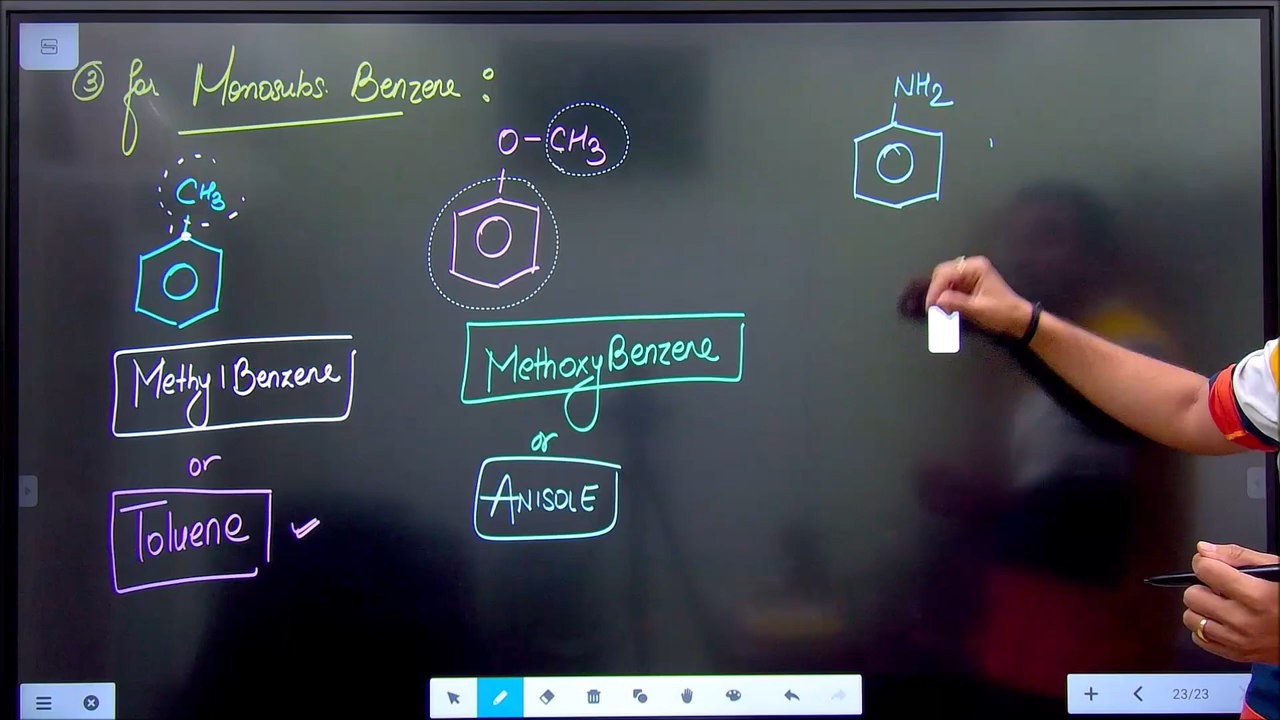 ③ for Monosubs. Benzene :
CH3
Methyl Benzene
or
Toluene
O-CH3
Methoxy Benzene
or
ANISOLE
NH2
23/23